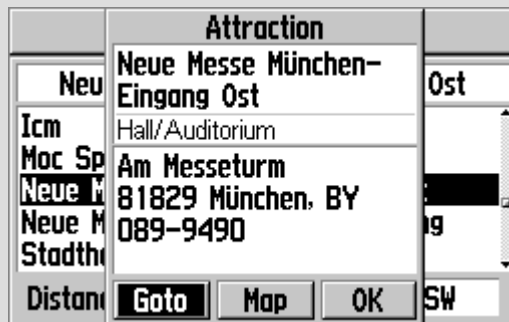 Attraction
Neue Messe München-
Eingang Ost
Hall/Auditorium
Am Messeturm
81829 München, BY
089-9490
Goto Map OK
Neu Ost
Icm
Moc Sp
Neue M
Neue M ng
Stadth
Distan SW